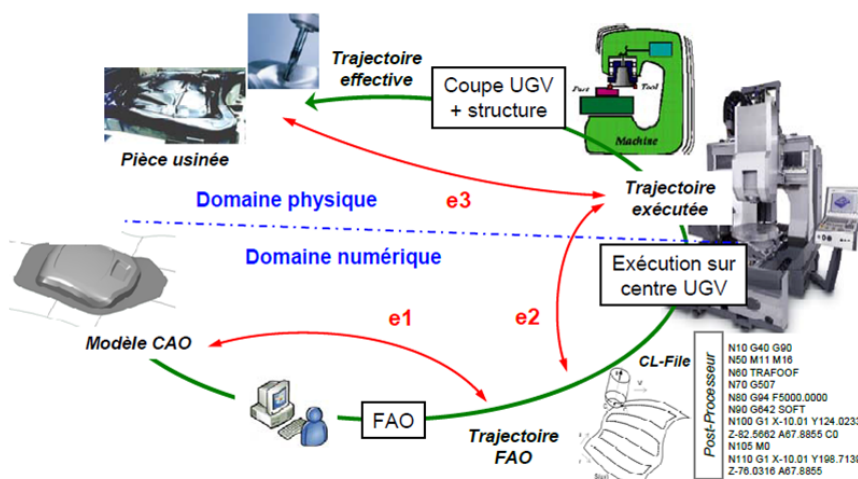 Trajectoire
effective
Coupe UGV
+ structure
Part
Tool
Machine
Pièce usinée
Trajectoire
exécutée
Domaine physique
e3
Domaine numérique
Exécution sur
centre UGV
e1
e2
Modèle CAO
CL-File
FAO
Trajectoire
FAO
Post-Processeur
N10 G40 G90
N50 M11 M16
N60 TRAFOOF
N70 G507
N80 G94 F5000.0000
N90 G642 SOFT
N100 G1 X-10.01 Y124.0233
Z-82.5662 A67.8855 C0
N105 M0
N110 G1 X-10.01 Y198.7139
Z-76.0316 A67.8855